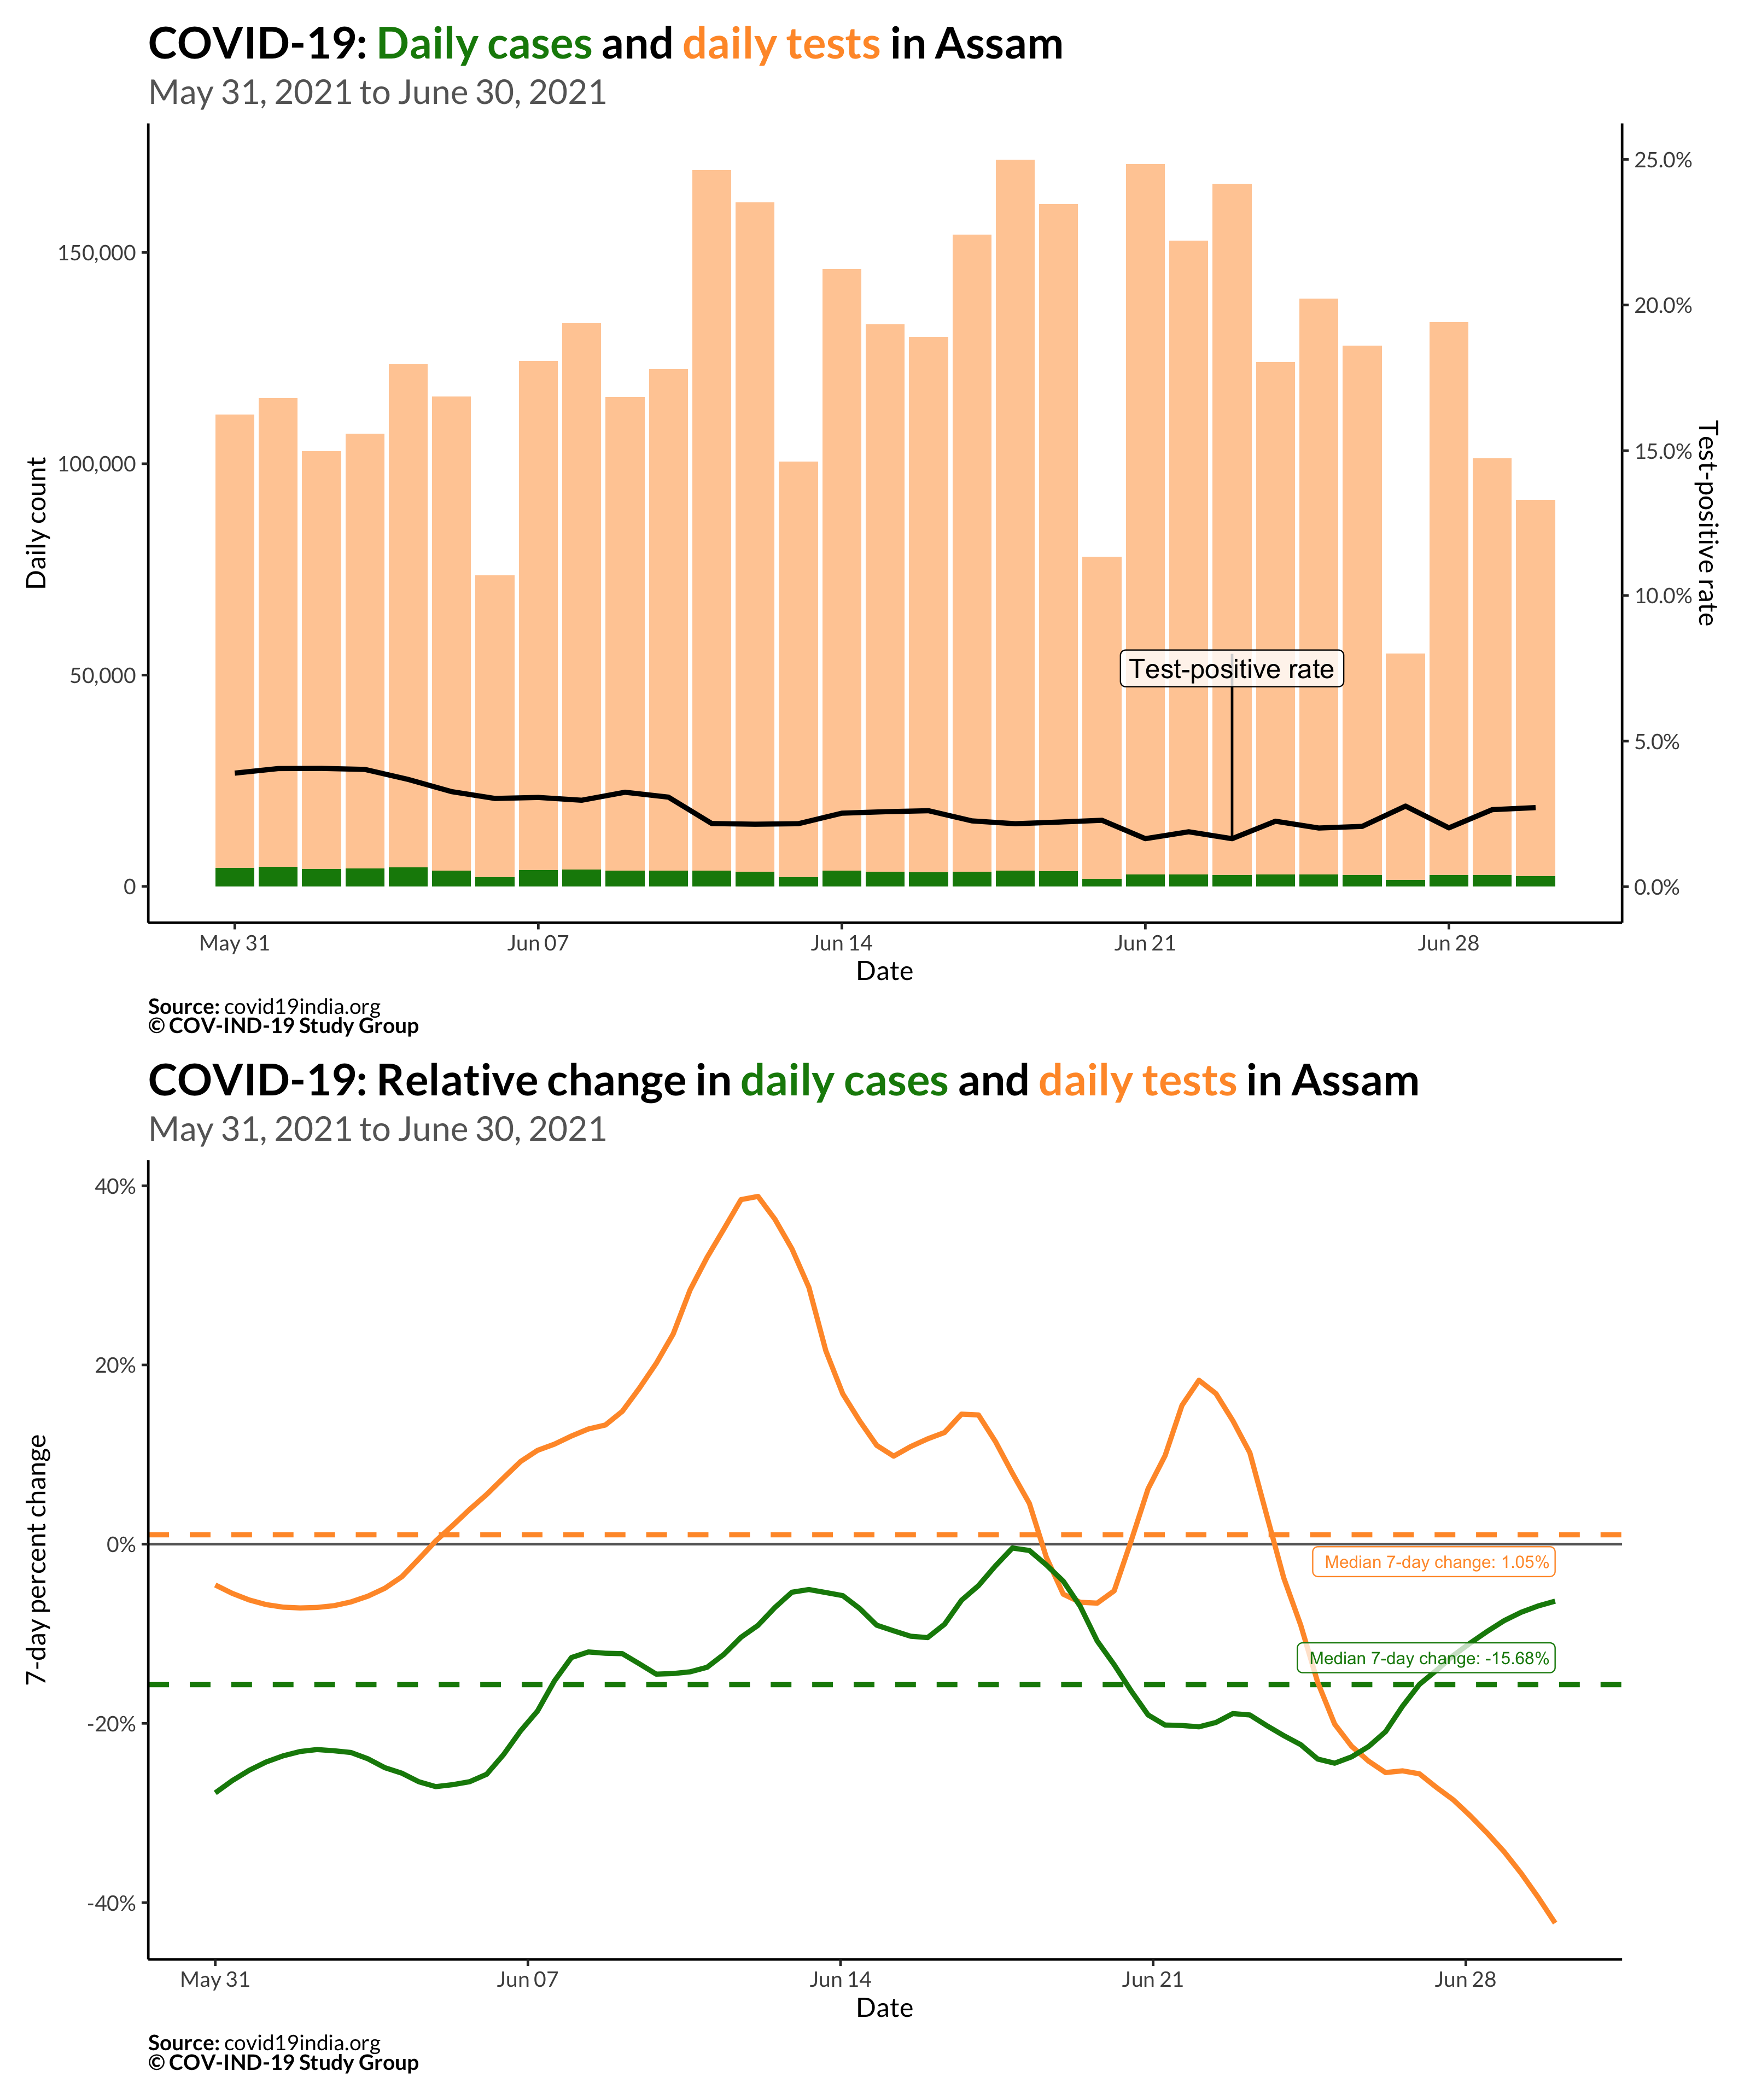 COVID-19: Daily cases and daily tests in Assam
May 31, 2021 to June 30, 2021
Daily count
150,000
100,000
50,000
0
25.0%
20.0%
15.0%
10.0%
5.0%
0.0%
Test-positive rate
Test-positive rate
May 31
Jun 07
Jun 14
Jun 21
Jun 28
Date
Source: covid19india.org
© COV-IND-19 Study Group
COVID-19: Relative change in daily cases and daily tests in Assam
May 31, 2021 to June 30, 2021
7-day percent change
40%
20%
0%
-20%
-40%
Median 7-day change: 1.05%
Median 7-day change: -15.68%
May 31
Jun 07
Jun 14
Jun 21
Jun 28
Date
Source: covid19india.org
© COV-IND-19 Study Group